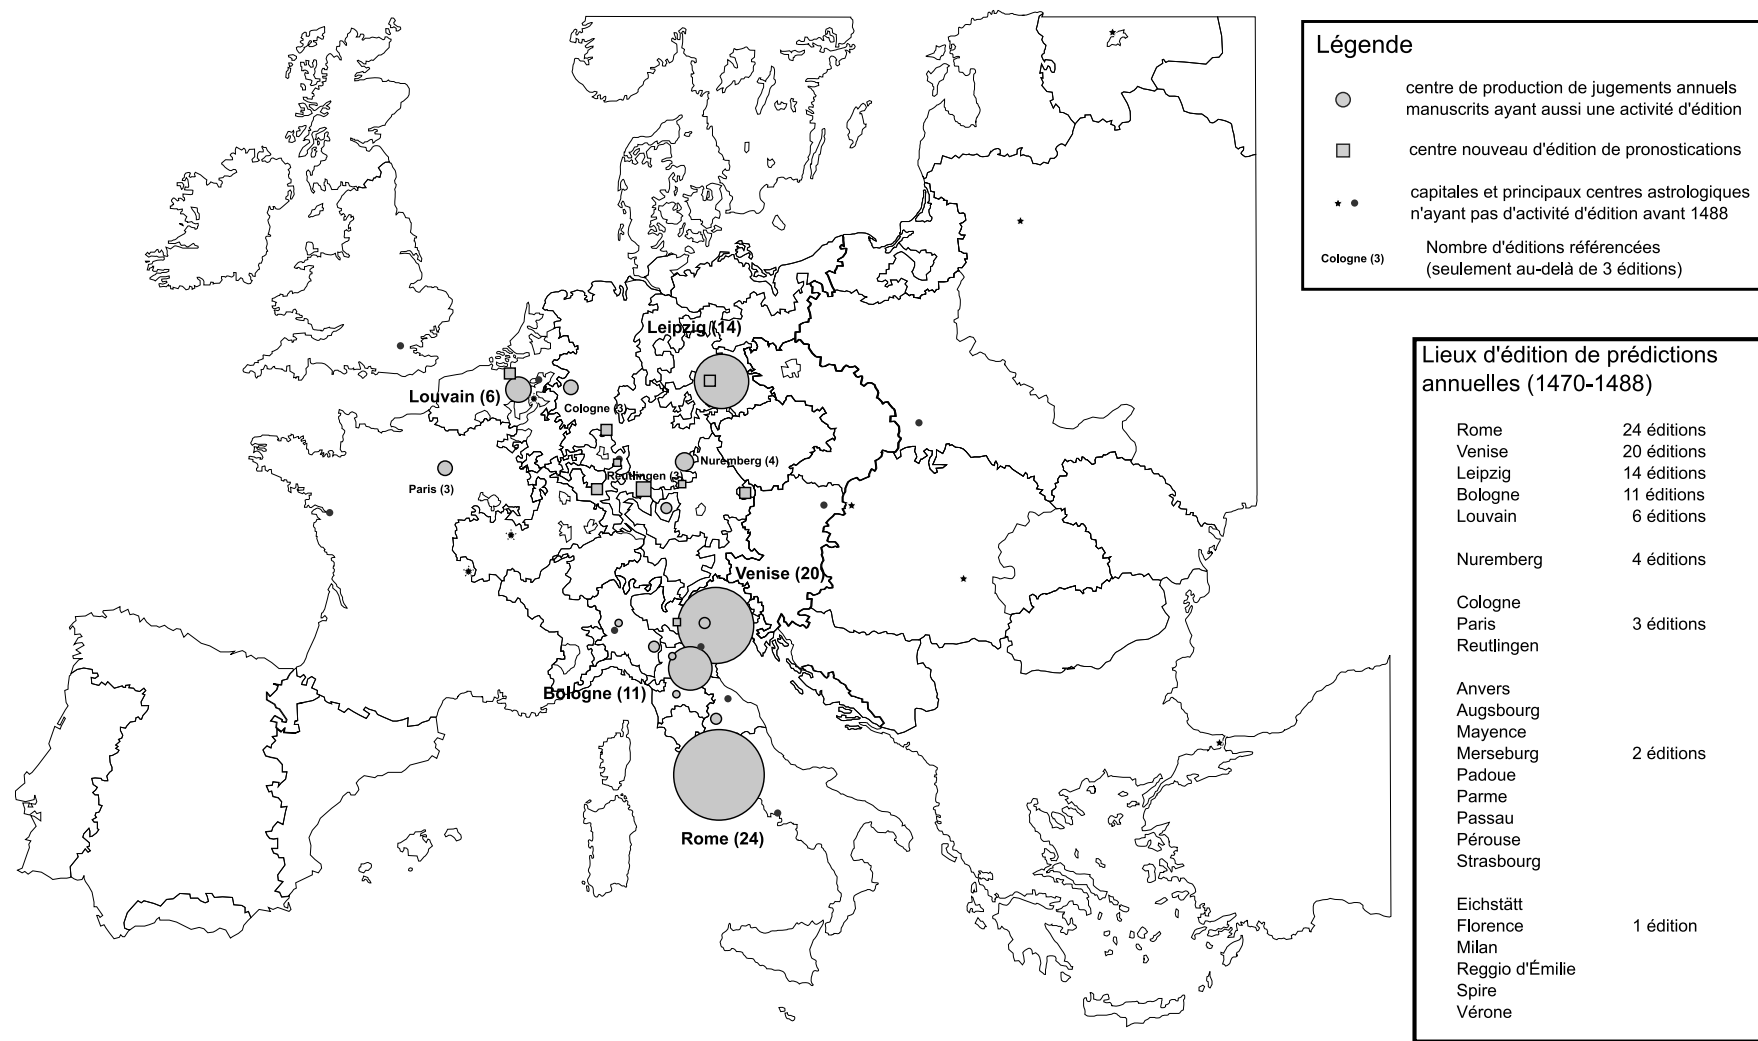 Légende
centre de production de jugements annuels
manuscrits ayant aussi une activité d'édition
centre nouveau d'édition de pronostications
capitales et principaux centres astrologiques
n'ayant pas d'activité d'édition avant 1488
Cologne (3)
Nombre d'éditions référencées
(seulement au-delà de 3 éditions)
Leipzig (14)
Louvain (6)
Cologne (3)
Nuremberg (4)
Reutlingen (3)
Paris (3)
Venise (20)
Bologne (11)
Rome (24)
Lieux d'édition de prédictions
annuelles (1470-1488)
Rome 24 éditions
Venise 20 éditions
Leipzig 14 éditions
Bologne 11 éditions
Louvain 6 éditions
Nuremberg 4 éditions
Cologne
Paris 3 éditions
Reutlingen
Anvers
Augsbourg
Mayence
Merseburg 2 éditions
Padoue
Parme
Passau
Pérouse
Strasbourg
Eichstätt
Florence 1 édition
Milan
Reggio d'Émilie
Spire
Vérone